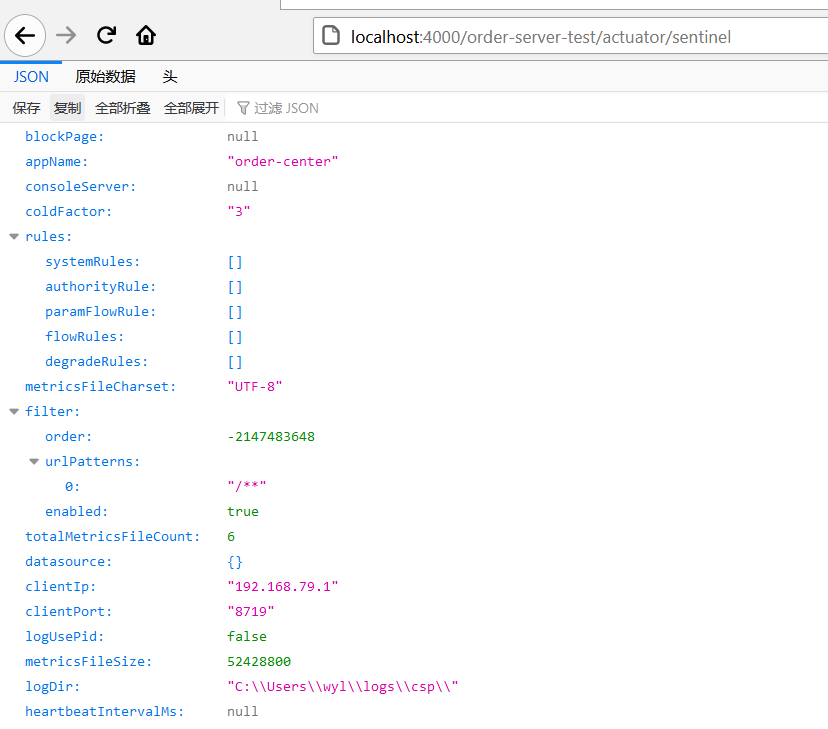 localhost:4000/order-server-test/actuator/sentinel
JSON 原始数据 头
保存 复制 全部折叠 全部展开 过滤 JSON
blockPage: null
appName: "order-center"
consoleServer: null
coldFactor: "3"
rules:
systemRules: []
authorityRule: []
paramFlowRule: []
flowRules: []
degradeRules: []
metricsFileCharset: "UTF-8"
filter:
order: -2147483648
urlPatterns:
0: "/**"
enabled: true
totalMetricsFileCount: 6
datasource: {}
clientIp: "192.168.79.1"
clientPort: "8719"
logUsePid: false
metricsFileSize: 52428800
logDir: "C:\\Users\\wyl\\logs\\csp\\"
heartbeatIntervalMs: null